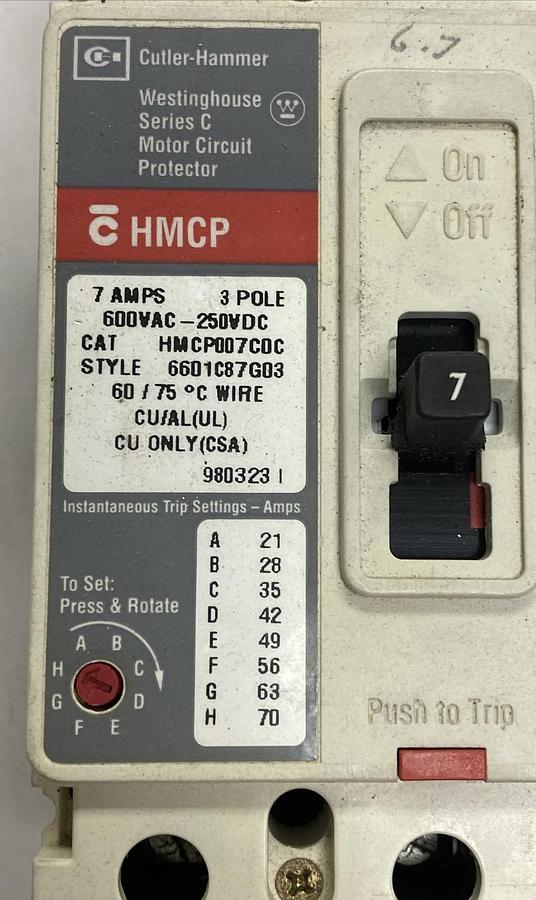 Cutler-Hammer
Westinghouse
Series C
Motor Circuit
Protector
C HMCP
7 AMPS 3 POLE
600VAC-250VDC
CAT HMCP007C0C
STYLE 6601C87G03
60 / 75 °C WIRE
CU/AL(UL)
CU ONLY(CSA)
980323 I
Instantaneous Trip Settings – Amps
A 21
B 28
C 35
D 42
E 49
F 56
G 63
H 70
To Set:
Press & Rotate
A B
H C
G D
F E
6.7
On
Off
7
Push to Trip